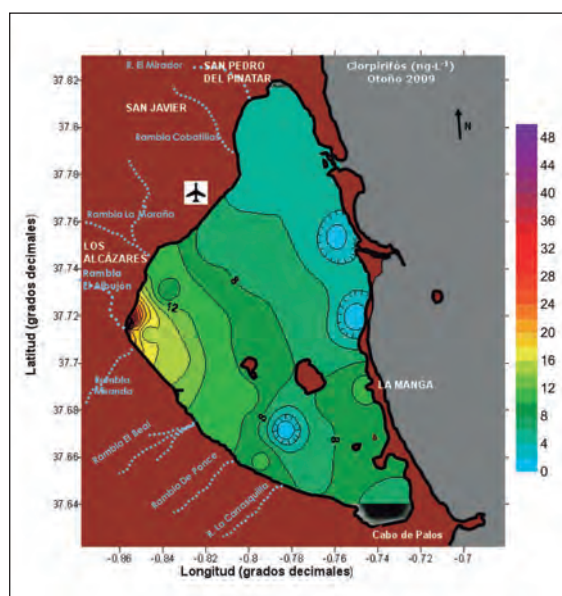 Clorpirifós (ng·L⁻¹)
Otoño 2009
N
R. El Mirador
SAN PEDRO
DEL PINATAR
SAN JAVIER
Rambla Cobatillas
Rambla La Maraña
LOS
ALCÁZARES
Rambla
El Albujón
Rambla
Miranda
Rambla El Beal
Rambla De Ponce
R. La Carrasquilla
LA MANGA
Cabo de Palos
12
8
8
8
Latitud (grados decimales)
37.82
37.8
37.78
37.76
37.74
37.72
37.7
37.68
37.66
37.64
-0.86
-0.84
-0.82
-0.8
-0.78
-0.76
-0.74
-0.72
-0.7
Longitud (grados decimales)
48
44
40
36
32
28
24
20
16
12
8
4
0